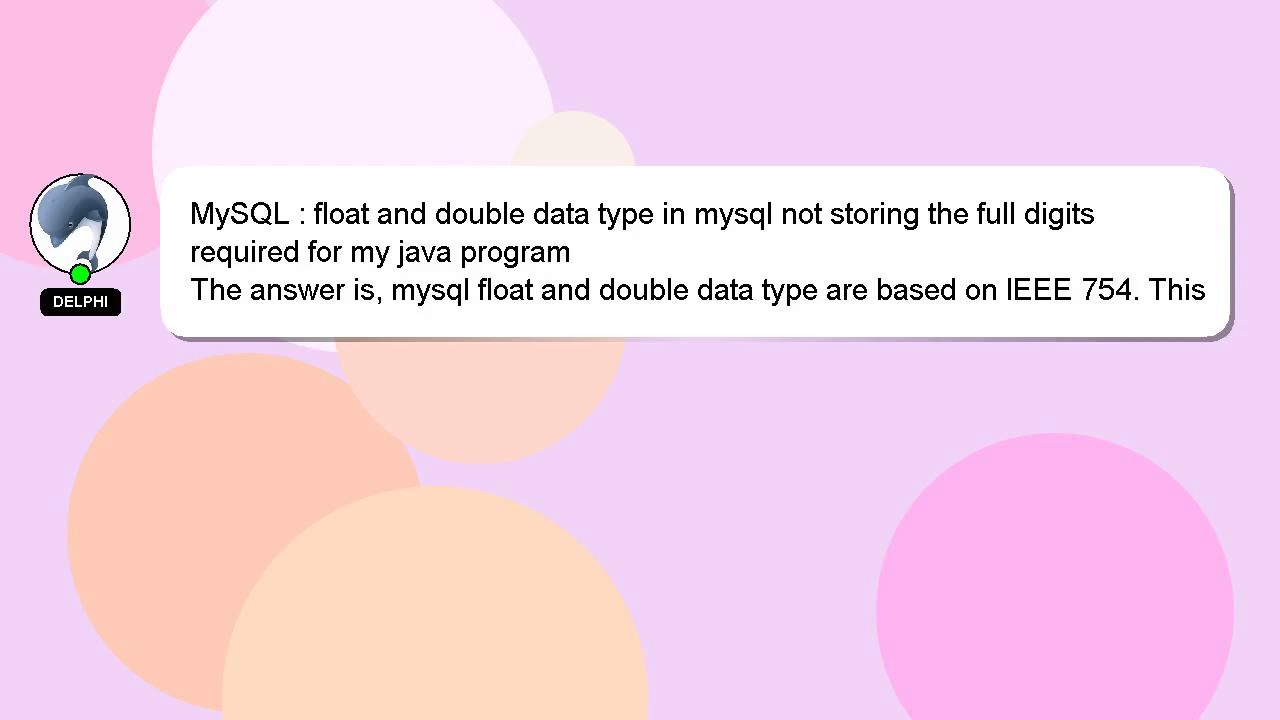 MySQL : float and double data type in mysql not storing the full digits
required for my java program
The answer is, mysql float and double data type are based on IEEE 754. This
DELPHI